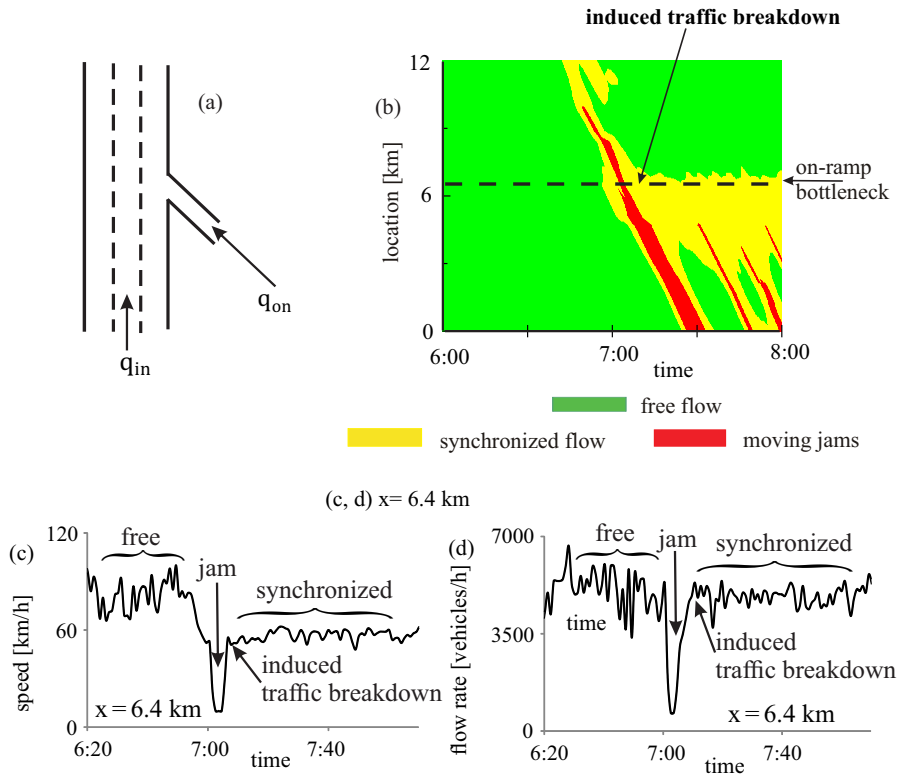 induced traffic breakdown
(a)
q_on
q_in
(b)
location [km]
12
6
0
6:00
7:00
8:00
time
on-ramp
bottleneck
free flow
synchronized flow
moving jams
(c, d) x= 6.4 km
(c)
speed [km/h]
120
60
0
free
jam
synchronized
induced
traffic breakdown
x = 6.4 km
6:20
7:00
7:40
time
(d)
flow rate [vehicles/h]
7000
3500
0
free
jam
synchronized
time
induced
traffic breakdown
x = 6.4 km
6:20
7:00
7:40
time